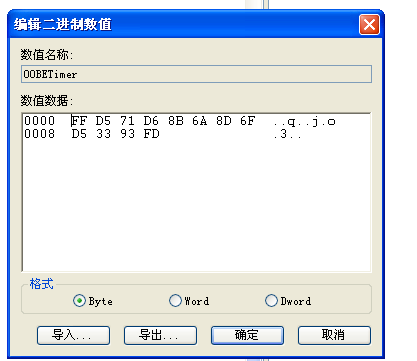 编辑二进制数值
数值名称:
OOBETimer
数值数据:
0000 FF D5 71 D6 8B 6A 8D 6F ..q..j.o
0008 D5 33 93 FD .3..
格式
Byte Word Dword
导入... 导出... 确定 取消